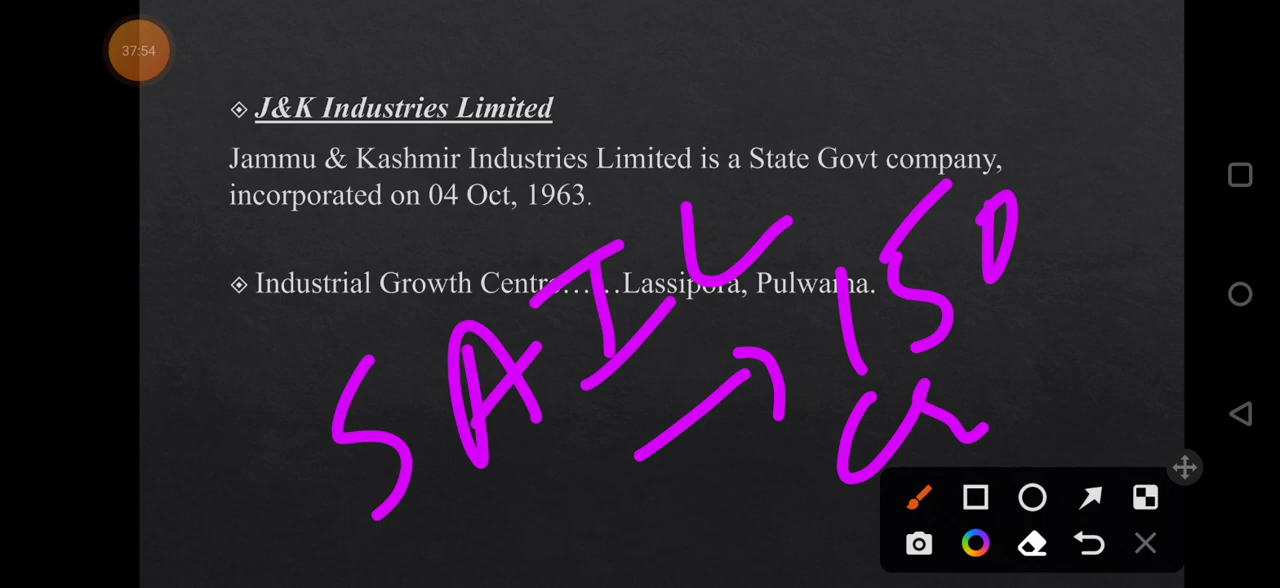 37:54
J&K Industries Limited
Jammu & Kashmir Industries Limited is a State Govt company,
incorporated on 04 Oct, 1963.
Industrial Growth Centre……Lassipora, Pulwama.
SAIL → 150
Cr